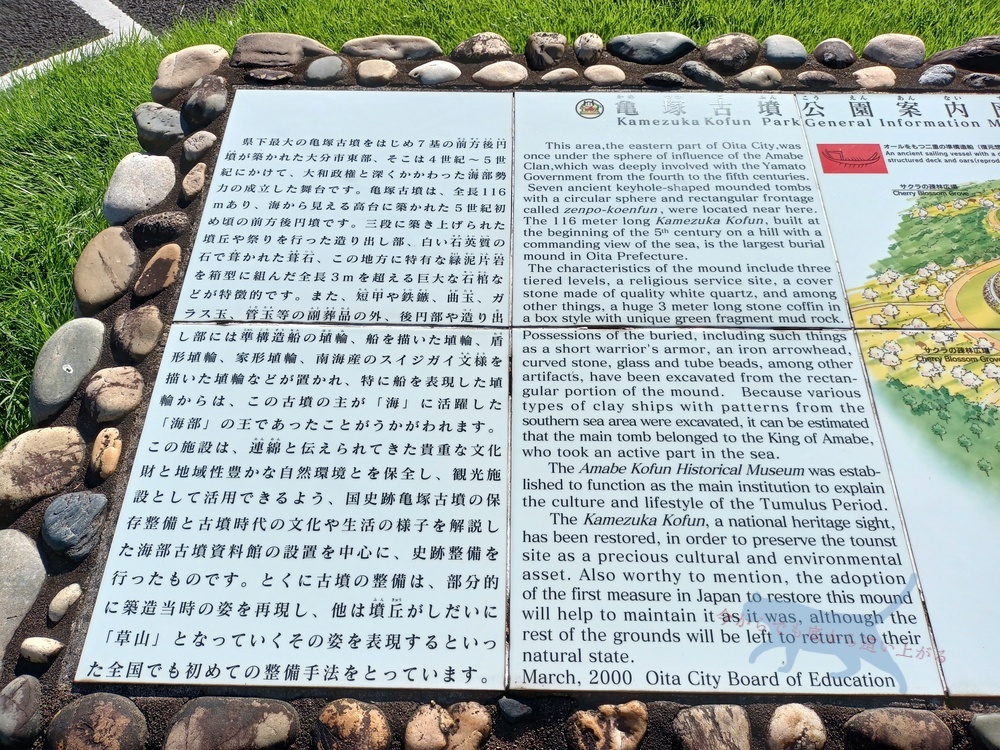 亀塚古墳公園案内
Kamezuka Kofun Park General Information
県下最大の亀塚古墳をはじめ7基の前方後円
墳が築かれた大分市東部、そこは4世紀~5世
紀にかけて、大和政権と深くかかわった海部勢
力の成立した舞台です。亀塚古墳は、全長116
mあり、海から見える高台に築かれた5世紀初
め頃の前方後円墳です。三段に築き上げられた
墳丘や祭りを行った造り出し部、白い石英質の
石で葺かれた葺石、この地方に特有な緑泥片岩
を箱型に組んだ全長3mを超える巨大な石棺な
どが特徴的です。また、短甲や鉄鏃、曲玉、ガ
ラス玉、管玉等の副葬品の外、後円部や造り出
し部には準構造船の埴輪、船を描いた埴輪、盾
形埴輪、家形埴輪、南海産のスイジガイ文様を
描いた埴輪などが置かれ、特に船を表現した埴
輪からは、この古墳の主が「海」に活躍した
「海部」の王であったことがうかがわれます。
この施設は、連綿と伝えられてきた貴重な文化
財と地域性豊かな自然環境とを保全し、観光施
設として活用できるよう、国史跡亀塚古墳の保
存整備と古墳時代の文化や生活の様子を解説し
た海部古墳資料館の設置を中心に、史跡整備を
行ったものです。とくに古墳の整備は、部分的
に築造当時の姿を再現し、他は墳丘がしだいに
「草山」となっていくその姿を表現するといっ
た全国でも初めての整備手法をとっています。
This area,the eastern part of Oita City,was
once under the sphere of influence of the Amabe
Clan,which was deeply involved with the Yamato
Government from the fourth to the fifth centuries.
Seven ancient keyhole-shaped mounded tombs
with a circular sphere and rectangular frontage
called zenpo-koenfun, were located near here.
The 116 meter long Kamezuka Kofun, built at
the beginning of the 5th century on a hill with a
commanding view of the sea, is the largest burial
mound in Oita Prefecture.
The characteristics of the mound include three
tiered levels, a religious service site, a cover
stone made of quality white quartz, and among
other things, a huge 3 meter long stone coffin in
a box style with unique green fragment mud rock.
Possessions of the buried, including such things
as a short warrior's armor, an iron arrowhead,
curved stone, glass and tube beads, among other
artifacts, have been excavated from the rectan-
gular portion of the mound. Because various
types of clay ships with patterns from the
southern sea area were excavated, it can be estimated
that the main tomb belonged to the King of Amabe,
who took an active part in the sea.
The Amabe Kofun Historical Museum was estab-
lished to function as the main institution to explain
the culture and lifestyle of the Tumulus Period.
The Kamezuka Kofun, a national heritage sight,
has been restored, in order to preserve the tounst
site as a precious cultural and environmental
asset. Also worthy to mention, the adoption
of the first measure in Japan to restore this mound
will help to maintain it as it was, although the
rest of the grounds will be left to return to their
natural state.
March, 2000 Oita City Board of Education
オールをもつ二重の準構造船
An ancient sailing vessel with a
structured deck and oars
サクラの疎林広場
Cherry Blossom Grove
サクラの疎林広場
Cherry Blossom Grove